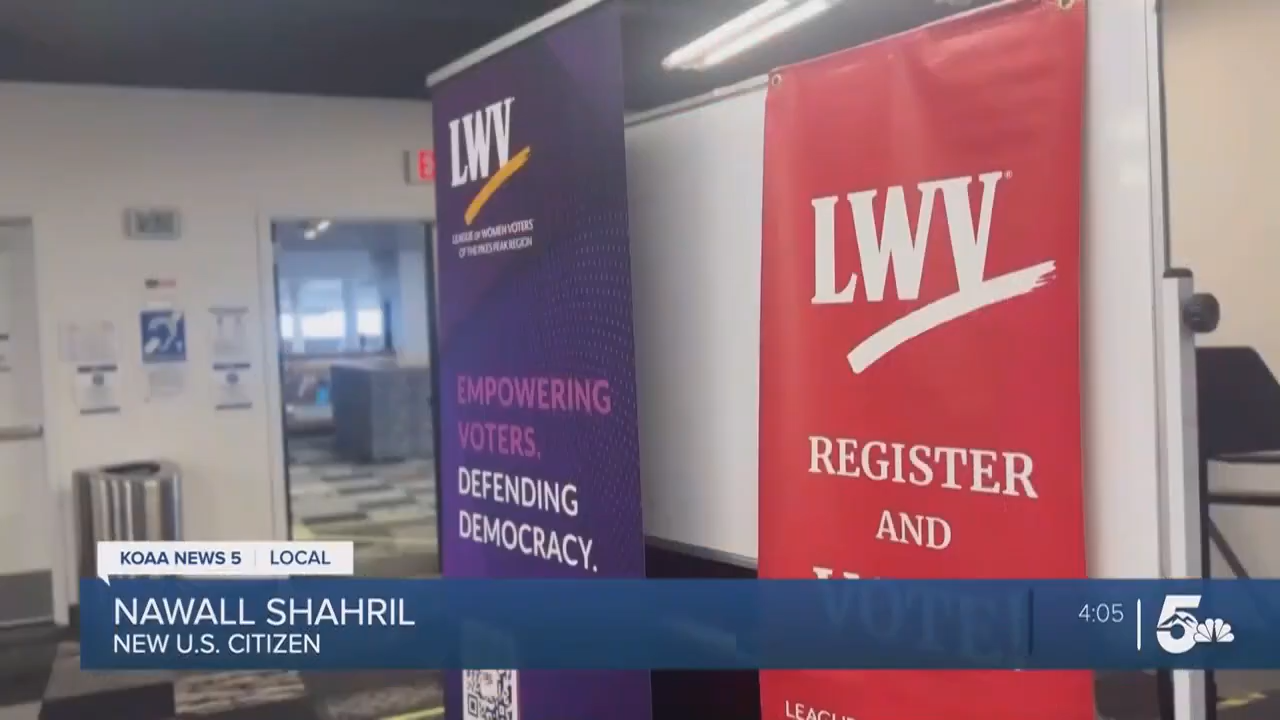 LWV
LEAGUE OF WOMEN VOTERS
OF THE PIKES PEAK REGION
EMPOWERING
VOTERS,
DEFENDING
DEMOCRACY.
LWV®
REGISTER
AND
VOTE!
KOAA NEWS 5 LOCAL
NAWALL SHAHRIL
NEW U.S. CITIZEN
4:05
5